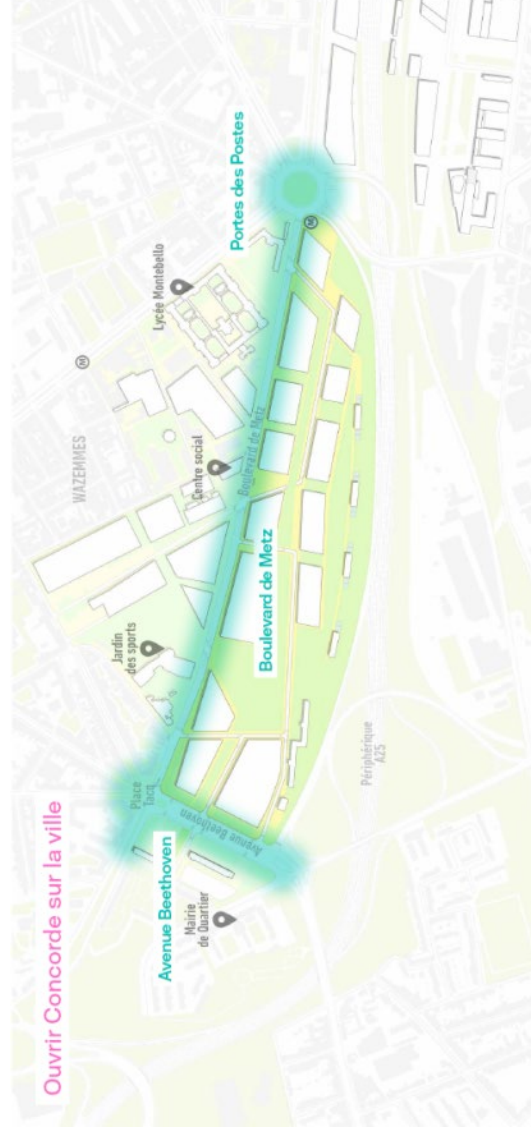 Ouvrir Concorde sur la ville
Place
Tacq
Avenue Beethoven
Mairie
de Quartier
Avenue Beethoven
Jardin
des sports
WAZEMMES
Centre social
Boulevard de Metz
Boulevard de Metz
Périphérique
A25
Lycée Montebello
M
Portes des Postes
M